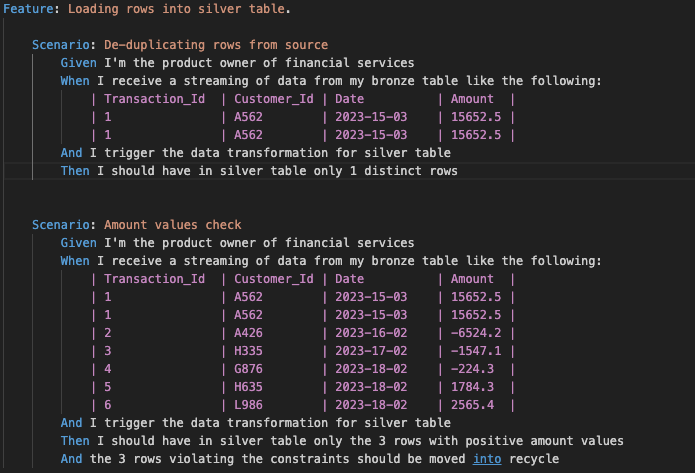 Feature: Loading rows into silver table.
Scenario: De-duplicating rows from source
Given I'm the product owner of financial services
When I receive a streaming of data from my bronze table like the following:
| Transaction_Id | Customer_Id | Date | Amount |
| 1 | A562 | 2023-15-03 | 15652.5 |
| 1 | A562 | 2023-15-03 | 15652.5 |
And I trigger the data transformation for silver table
Then I should have in silver table only 1 distinct rows
Scenario: Amount values check
Given I'm the product owner of financial services
When I receive a streaming of data from my bronze table like the following:
| Transaction_Id | Customer_Id | Date | Amount |
| 1 | A562 | 2023-15-03 | 15652.5 |
| 1 | A562 | 2023-15-03 | 15652.5 |
| 2 | A426 | 2023-16-02 | -6524.2 |
| 3 | H335 | 2023-17-02 | -1547.1 |
| 4 | G876 | 2023-18-02 | -224.3 |
| 5 | H635 | 2023-18-02 | 1784.3 |
| 6 | L986 | 2023-18-02 | 2565.4 |
And I trigger the data transformation for silver table
Then I should have in silver table only the 3 rows with positive amount values
And the 3 rows violating the constraints should be moved into recycle